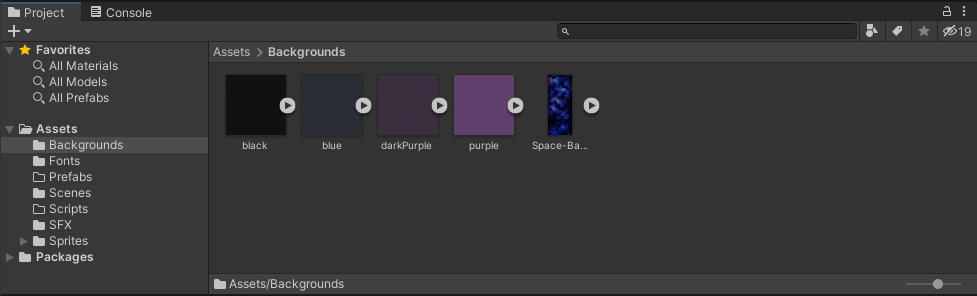 Project Console
19
Favorites
All Materials
All Models
All Prefabs
Assets
Backgrounds
Fonts
Prefabs
Scenes
Scripts
SFX
Sprites
Packages
Assets > Backgrounds
black blue darkPurple purple Space-Ba...
Assets/Backgrounds